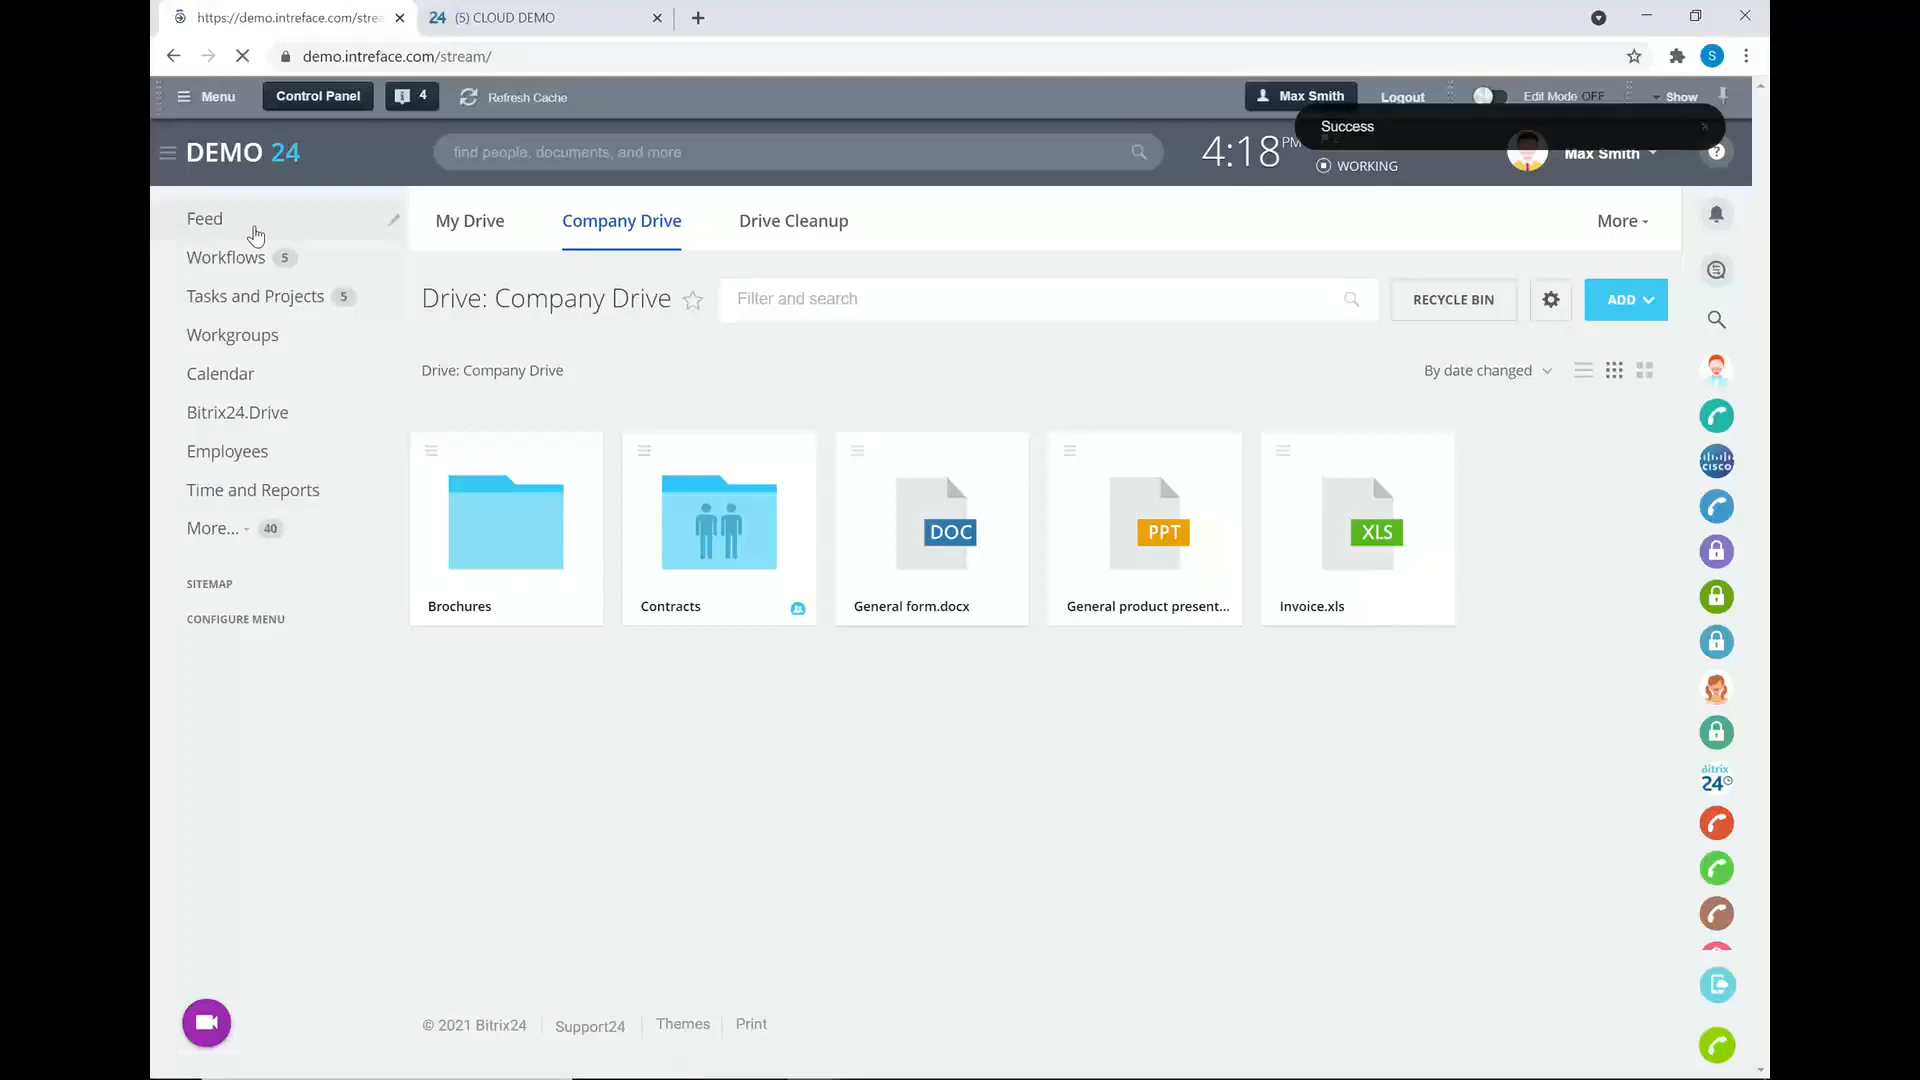 https://demo.intreface.com/strea
24 (5) CLOUD DEMO
demo.intreface.com/stream/
S
Menu
Control Panel
4
Refresh Cache
Max Smith
Logout
Edit Mode OFF
Show
Success
DEMO 24
find people, documents, and more
4:18 PM
WORKING
Max Smith
?
Feed
Workflows 5
Tasks and Projects 5
Workgroups
Calendar
Bitrix24.Drive
Employees
Time and Reports
More... 40
SITEMAP
CONFIGURE MENU
My Drive
Company Drive
Drive Cleanup
More
Drive: Company Drive
Filter and search
RECYCLE BIN
ADD
Drive: Company Drive
By date changed
DOC
PPT
XLS
Brochures
Contracts
General form.docx
General product present...
Invoice.xls
CISCO
bitrix
24
© 2021 Bitrix24
Support24
Themes
Print